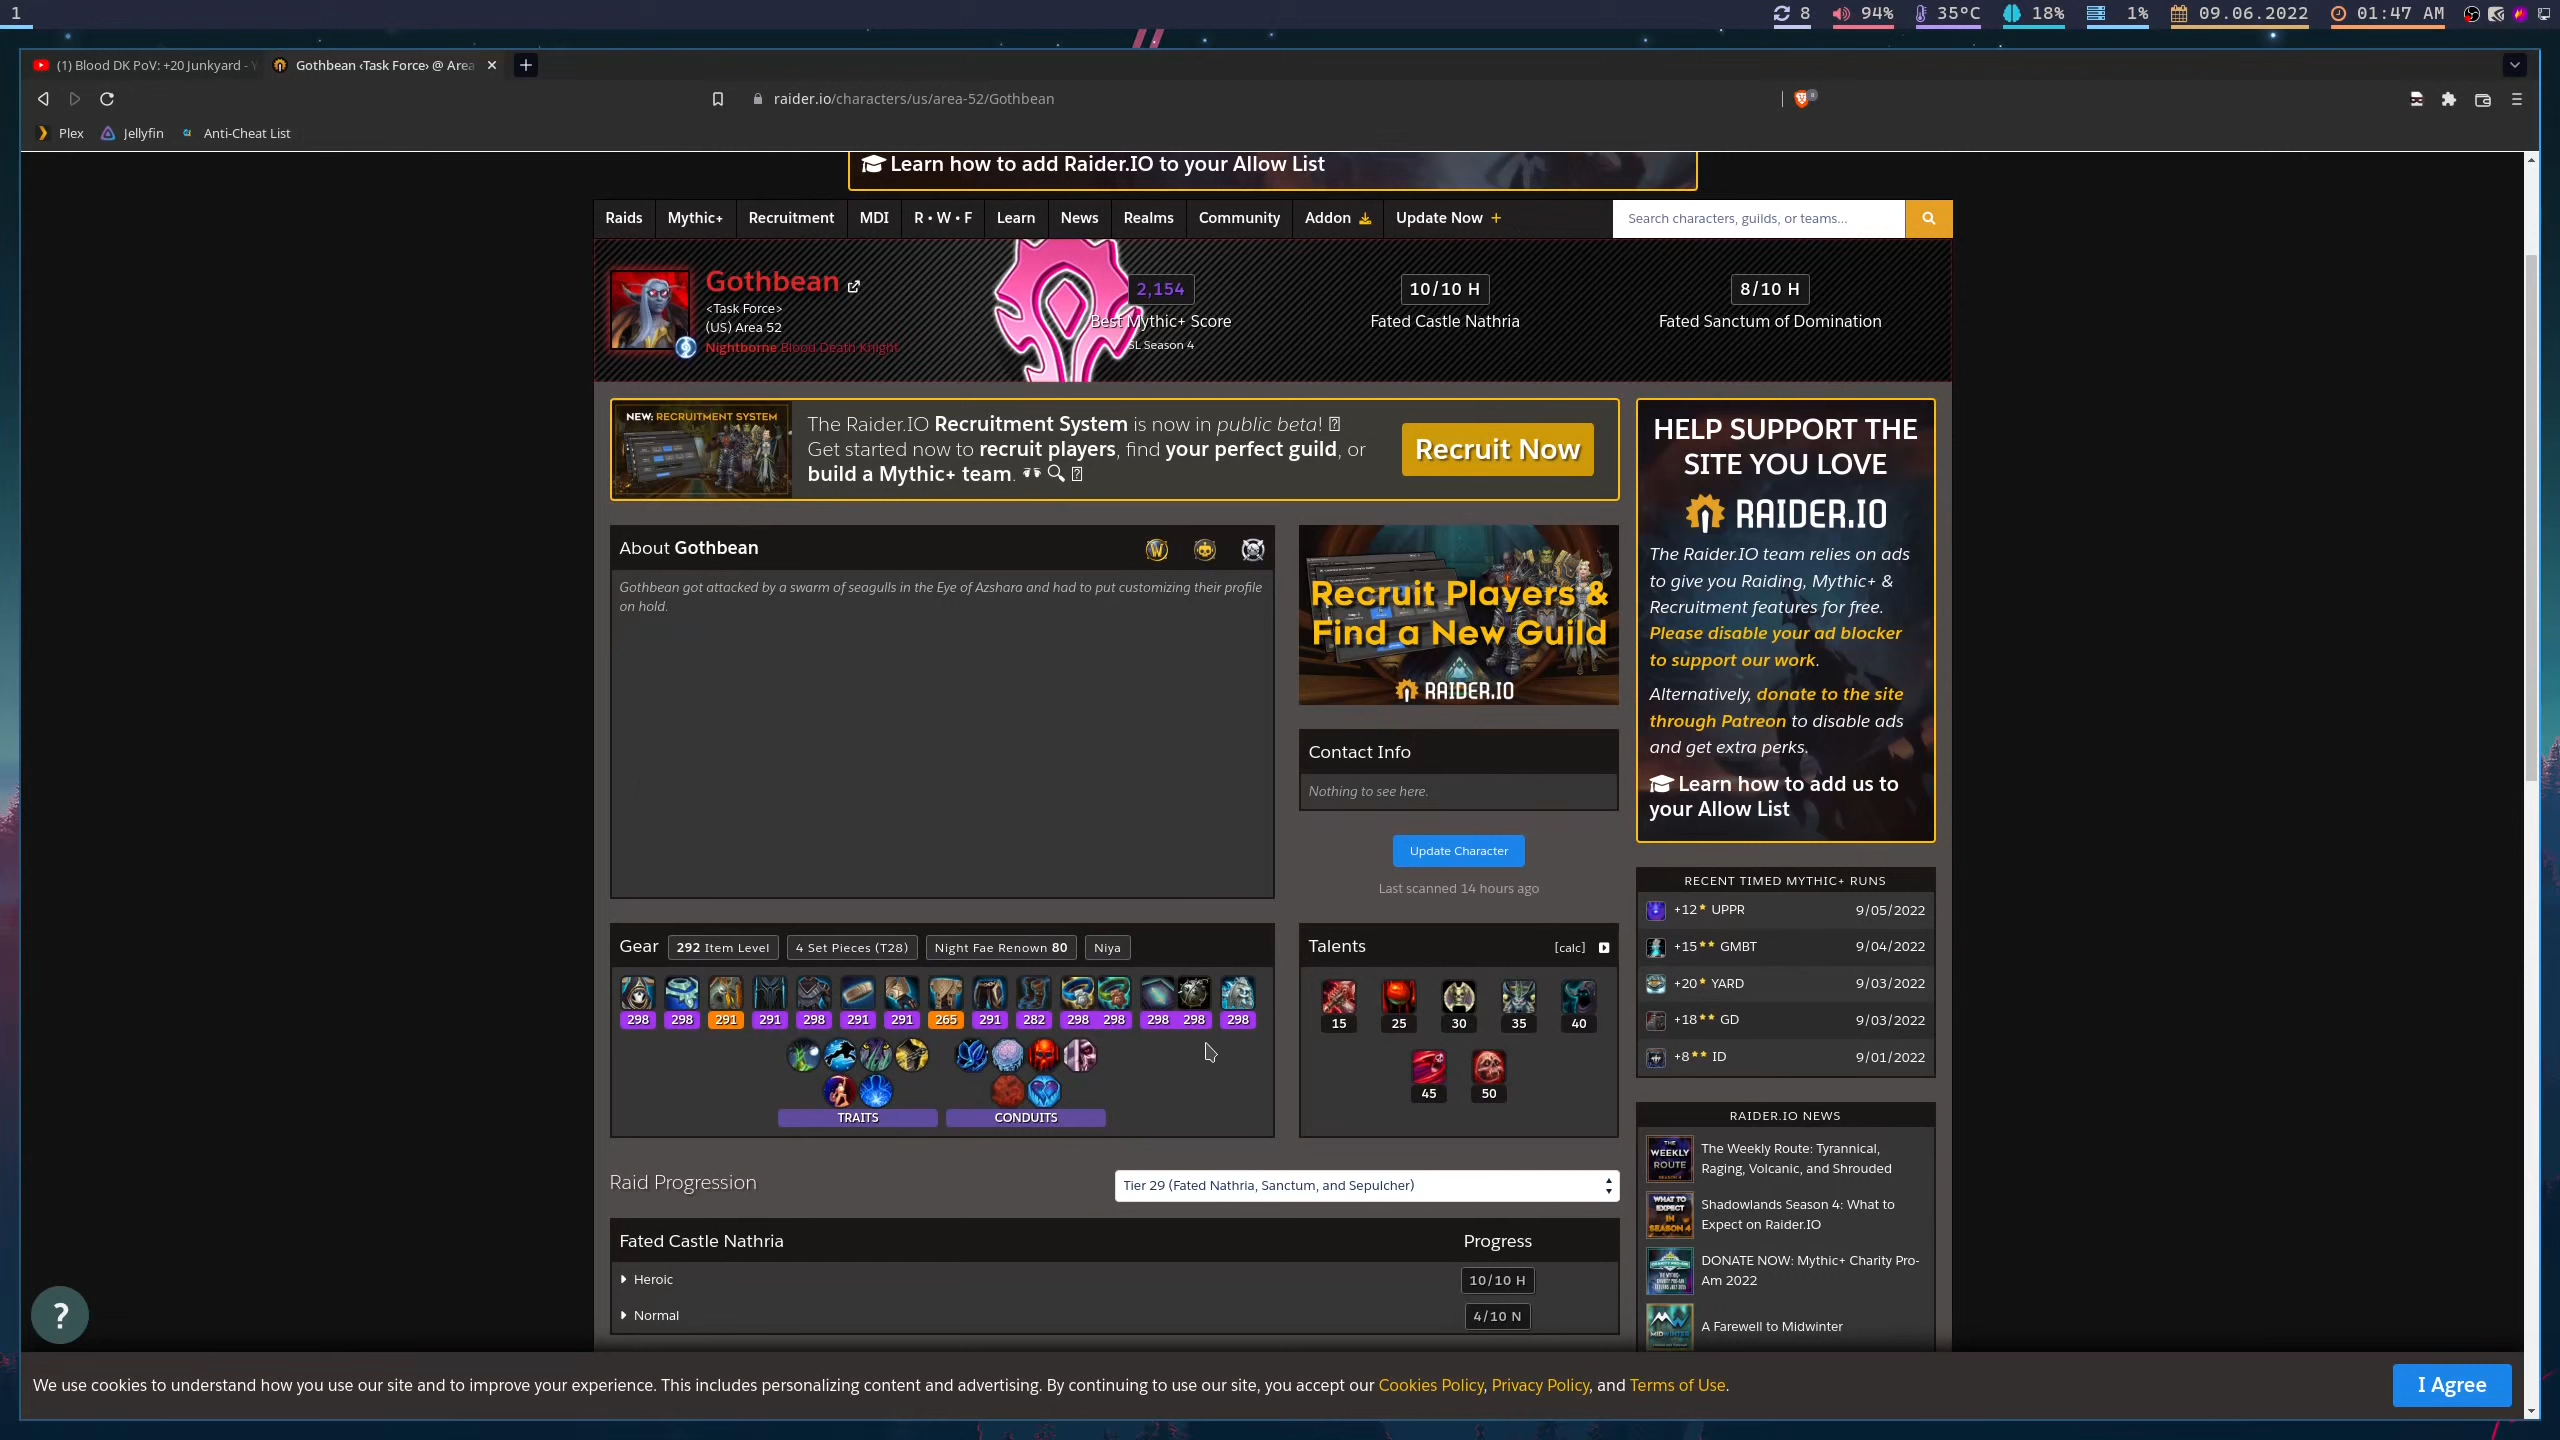 1
8
94%
35°C
18%
1%
09.06.2022
01:47 AM
(1) Blood DK PoV: +20 Junkyard -
Gothbean ‹Task Force› @ Area
raider.io/characters/us/area-52/Gothbean
Plex
Jellyfin
Anti-Cheat List
Learn how to add Raider.IO to your Allow List
Raids
Mythic+
Recruitment
MDI
R • W • F
Learn
News
Realms
Community
Addon
Update Now +
Search characters, guilds, or teams...
Gothbean
<Task Force>
(US) Area 52
Nightborne Blood Death Knight
2,154
Best Mythic+ Score
SL Season 4
10/10 H
Fated Castle Nathria
8/10 H
Fated Sanctum of Domination
NEW: RECRUITMENT SYSTEM
The Raider.IO Recruitment System is now in public beta!
Get started now to recruit players, find your perfect guild, or
build a Mythic+ team.
Recruit Now
HELP SUPPORT THE
SITE YOU LOVE
RAIDER.IO
The Raider.IO team relies on ads
to give you Raiding, Mythic+ &
Recruitment features for free.
Please disable your ad blocker
to support our work.
Alternatively, donate to the site
through Patreon to disable ads
and get extra perks.
Learn how to add us to
your Allow List
About Gothbean
Gothbean got attacked by a swarm of seagulls in the Eye of Azshara and had to put customizing their profile
on hold.
Recruit Players &
Find a New Guild
RAIDER.IO
Contact Info
Nothing to see here.
Update Character
Last scanned 14 hours ago
RECENT TIMED MYTHIC+ RUNS
+12 UPPR 9/05/2022
+15 GMBT 9/04/2022
+20 YARD 9/03/2022
+18 GD 9/03/2022
+8 ID 9/01/2022
Gear
292 Item Level
4 Set Pieces (T28)
Night Fae Renown 80
Niya
298 298 291 291 298 291 291 265 291 282 298 298 298 298 298
TRAITS
CONDUITS
Talents
[calc]
15 25 30 35 40
45 50
RAIDER.IO NEWS
THE WEEKLY ROUTE
The Weekly Route: Tyrannical,
Raging, Volcanic, and Shrouded
WHAT TO EXPECT IN SEASON 4
Shadowlands Season 4: What to
Expect on Raider.IO
DONATE NOW: Mythic+ Charity Pro-
Am 2022
A Farewell to Midwinter
Raid Progression
Tier 29 (Fated Nathria, Sanctum, and Sepulcher)
Fated Castle Nathria
Progress
Heroic
10/10 H
Normal
4/10 N
?
We use cookies to understand how you use our site and to improve your experience. This includes personalizing content and advertising. By continuing to use our site, you accept our Cookies Policy, Privacy Policy, and Terms of Use.
I Agree